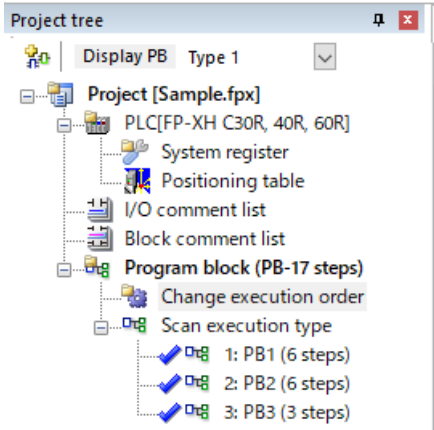 Project tree
Display PB Type 1
Project [Sample.fpx]
PLC[FP-XH C30R, 40R, 60R]
System register
Positioning table
I/O comment list
Block comment list
Program block (PB-17 steps)
Change execution order
Scan execution type
1: PB1 (6 steps)
2: PB2 (6 steps)
3: PB3 (3 steps)